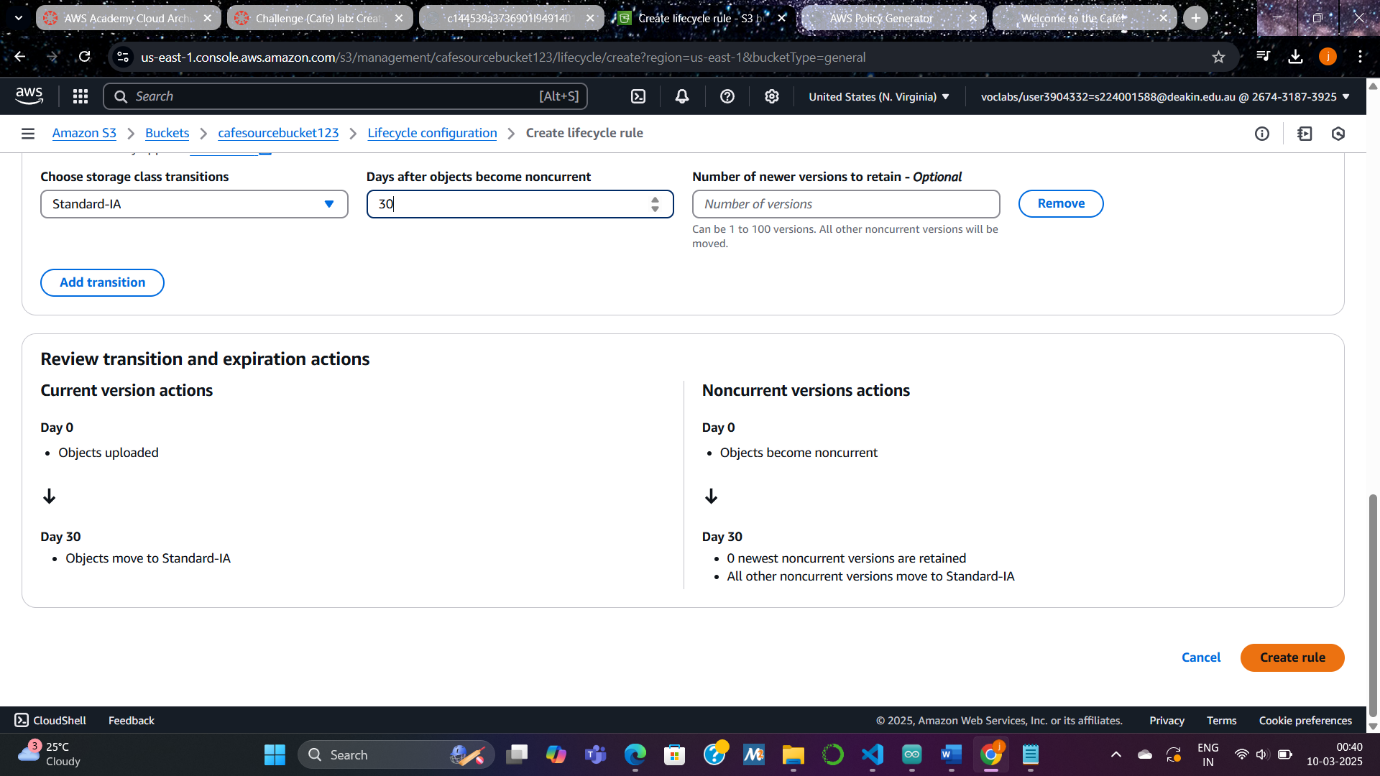 AWS Academy Cloud Arch
Challenge (Cafe) lab: Creat
c144539a3736901l949140
Create lifecycle rule - S3 b
AWS Policy Generator
Welcome to the Café!
us-east-1.console.aws.amazon.com/s3/management/cafesourcebucket123/lifecycle/create?region=us-east-1&bucketType=general
j
aws
Search
[Alt+S]
United States (N. Virginia)
voclabs/user3904332=s224001588@deakin.edu.au @ 2674-3187-3925
Amazon S3 > Buckets > cafesourcebucket123 > Lifecycle configuration > Create lifecycle rule
Choose storage class transitions
Days after objects become noncurrent
Number of newer versions to retain - Optional
Standard-IA
30
Number of versions
Remove
Can be 1 to 100 versions. All other noncurrent versions will be
moved.
Add transition
Review transition and expiration actions
Current version actions
Noncurrent versions actions
Day 0
Day 0
• Objects uploaded
• Objects become noncurrent
Day 30
Day 30
• Objects move to Standard-IA
• 0 newest noncurrent versions are retained
• All other noncurrent versions move to Standard-IA
Cancel
Create rule
CloudShell
Feedback
© 2025, Amazon Web Services, Inc. or its affiliates.
Privacy
Terms
Cookie preferences
3
25°C
Cloudy
Search
ENG
IN
00:40
10-03-2025